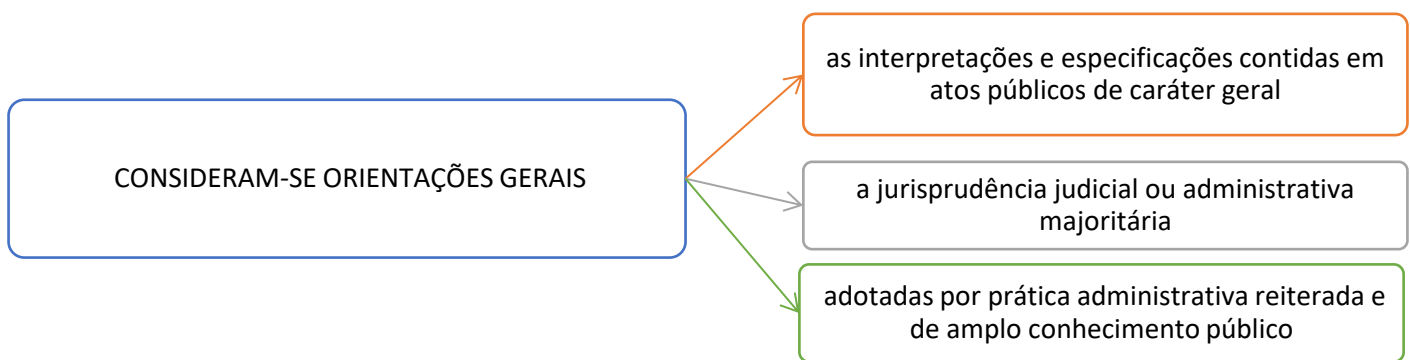 as interpretações e especificações contidas em
atos públicos de caráter geral
CONSIDERAM-SE ORIENTAÇÕES GERAIS
a jurisprudência judicial ou administrativa
majoritária
adotadas por prática administrativa reiterada e
de amplo conhecimento público